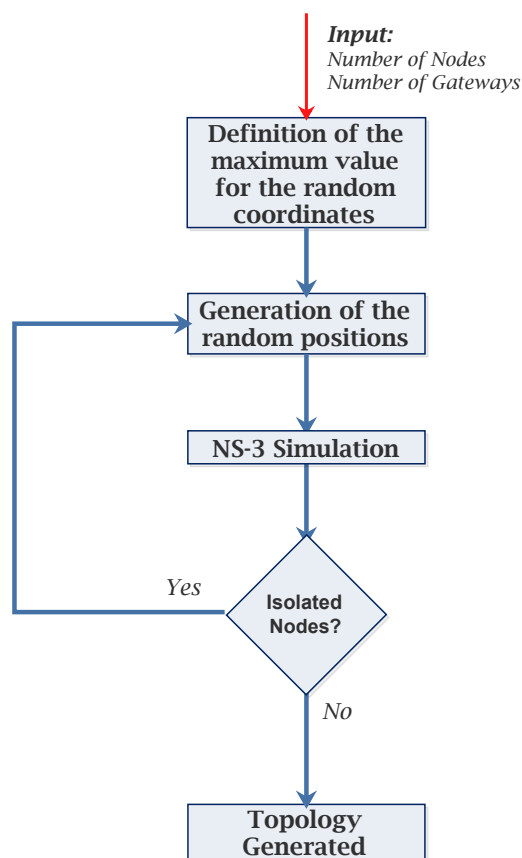 Input:
Number of Nodes
Number of Gateways
Definition of the
maximum value
for the random
coordinates
Generation of the
random positions
NS-3 Simulation
Isolated
Nodes?
Yes
No
Topology
Generated